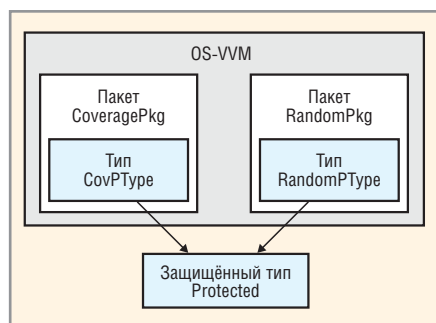 OS-VVM
Пакет
CoveragePkg
Тип
CovPType
Пакет
RandomPkg
Тип
RandomPType
Защищённый тип
Protected